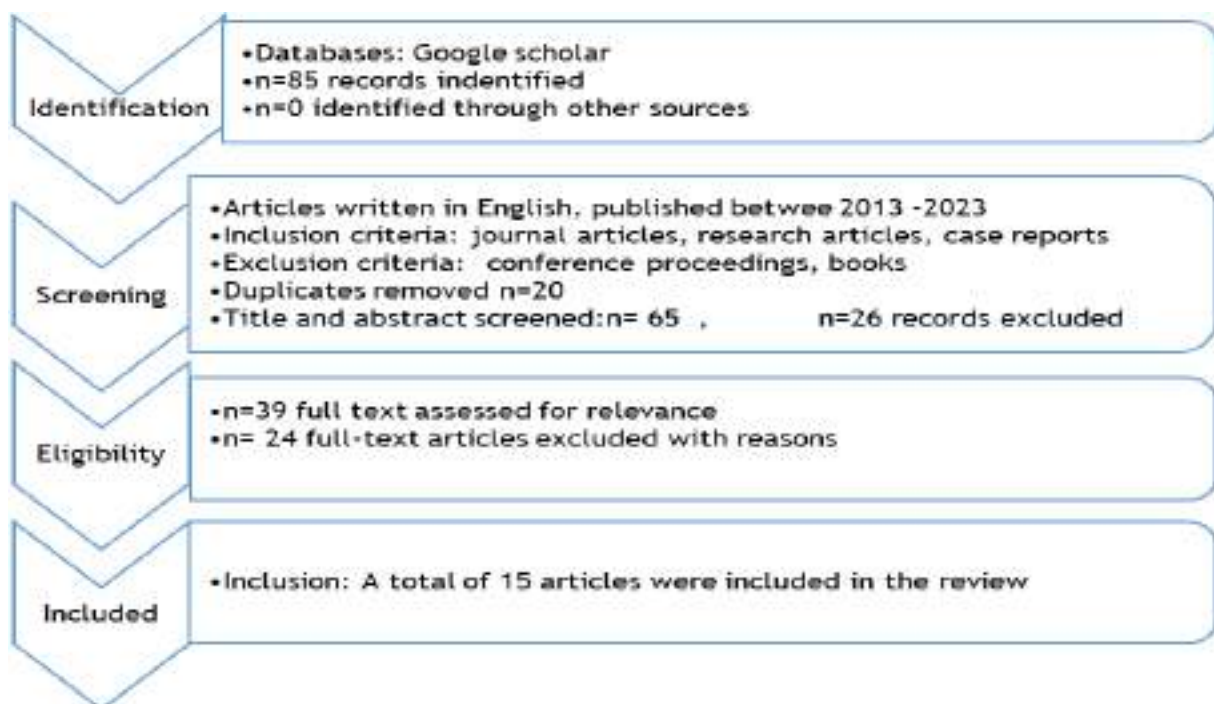 Identification
•Databases: Google scholar
•n=85 records indentified
•n=0 identified through other sources
Screening
•Articles written in English, published betwee 2013 -2023
•Inclusion criteria: journal articles, research articles, case reports
•Exclusion criteria: conference proceedings, books
•Duplicates removed n=20
•Title and abstract screened:n= 65 , n=26 records excluded
Eligibility
•n=39 full text assessed for relevance
•n= 24 full-text articles excluded with reasons
Included
•Inclusion: A total of 15 articles were included in the review